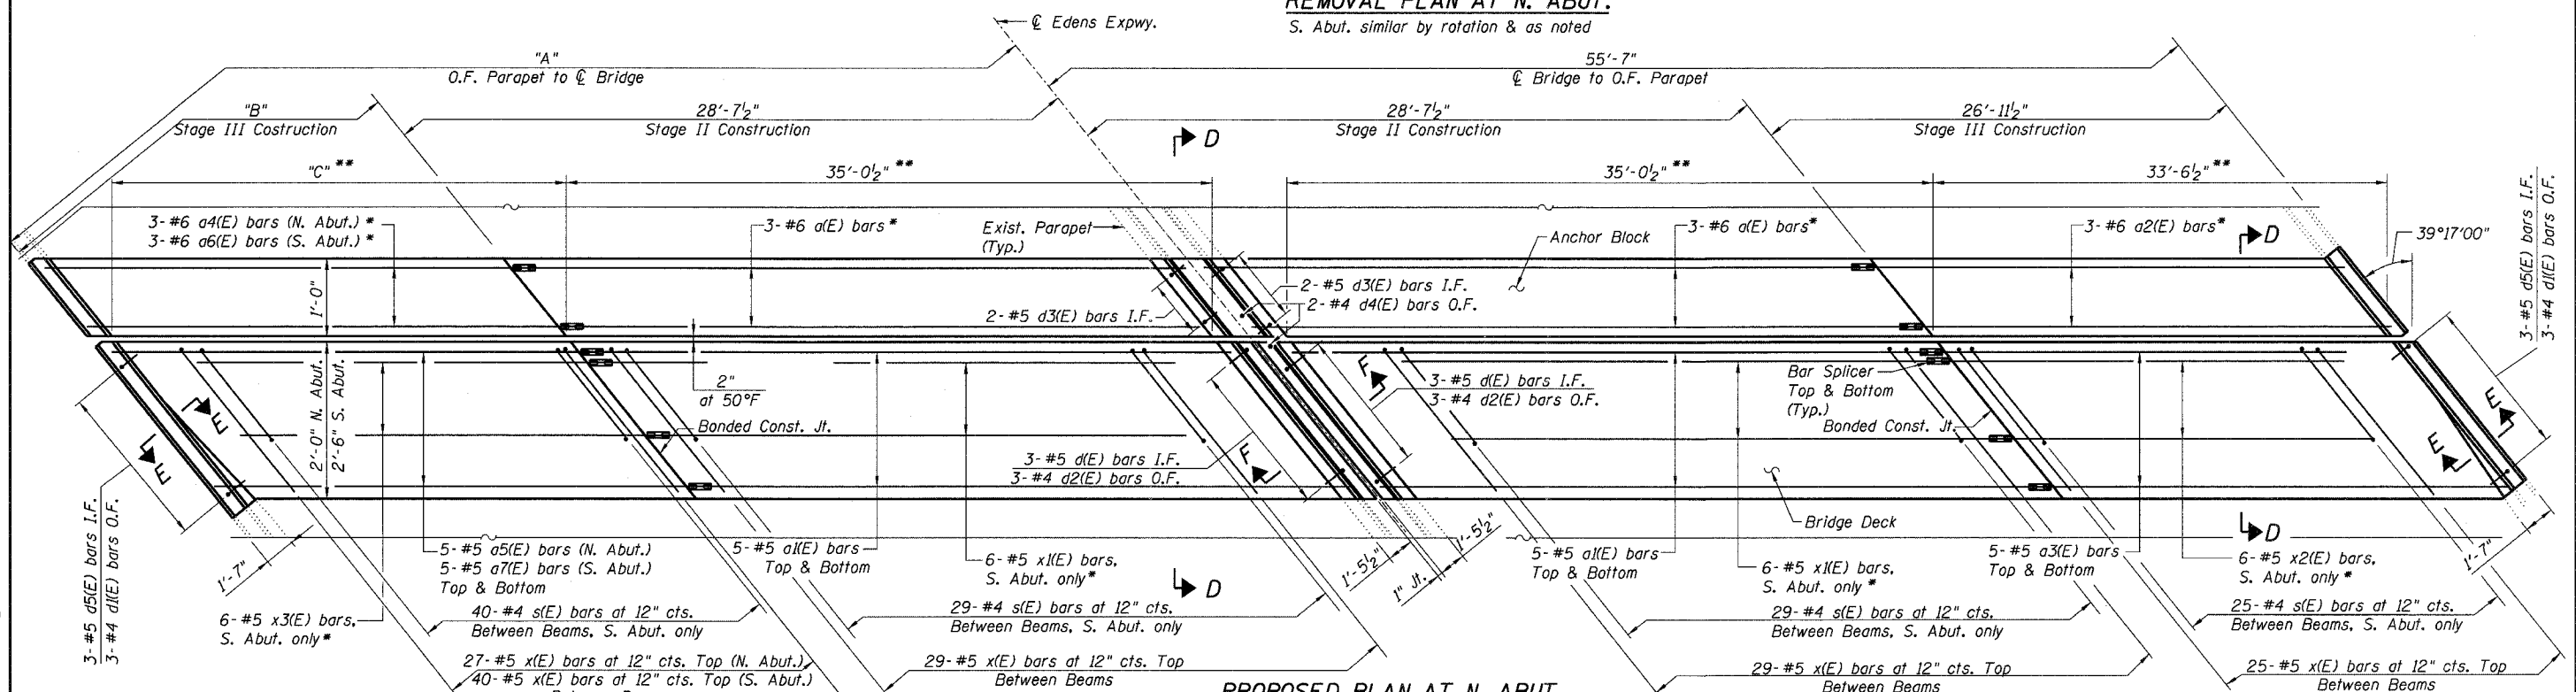 REMOVAL PLAN AT N. ABUT.
S. Abut. similar by rotation & as noted
℄ Edens Expwy.
"A"
O.F. Parapet to ℄ Bridge
55'-7"
℄ Bridge to O.F. Parapet
"B"
Stage III Costruction
28'-7½"
Stage II Construction
28'-7½"
Stage II Construction
26'-11½"
Stage III Construction
D
"C" **
35'-0½" **
35'-0½" **
33'-6½" **
3-#6 a4(E) bars (N. Abut.) *
3-#6 a6(E) bars (S. Abut.) *
3-#6 a(E) bars*
Exist. Parapet
(Typ.)
Anchor Block
3-#6 a(E) bars*
3-#6 a2(E) bars*
D
39°17'00"
3-#5 d5(E) bars I.F.
3-#4 d1(E) bars O.F.
1'-0"
2-#5 d3(E) bars I.F.
2-#5 d3(E) bars I.F.
2-#4 d4(E) bars O.F.
2"
at 50°F
Bonded Const. Jt.
2'-0" N. Abut.
2'-6" S. Abut.
E
E
F
F
3-#5 d(E) bars I.F.
3-#4 d2(E) bars O.F.
3-#5 d(E) bars I.F.
3-#4 d2(E) bars O.F.
Bar Splicer
Top & Bottom
(Typ.)
Bonded Const. Jt.
E
E
Bridge Deck
D
3-#5 d5(E) bars I.F.
3-#4 d1(E) bars O.F.
1'-7"
5-#5 a5(E) bars (N. Abut.)
5-#5 a7(E) bars (S. Abut.)
Top & Bottom
5-#5 a1(E) bars
Top & Bottom
6-#5 x1(E) bars,
S. Abut. only*
D
1'-5½"
1" Jt.
1'-5½"
5-#5 a1(E) bars
Top & Bottom
6-#5 x1(E) bars,
S. Abut. only*
5-#5 a3(E) bars
Top & Bottom
6-#5 x2(E) bars,
S. Abut. only*
1'-7"
6-#5 x3(E) bars,
S. Abut. only*
40-#4 s(E) bars at 12" cts.
Between Beams, S. Abut. only
29-#4 s(E) bars at 12" cts.
Between Beams, S. Abut. only
29-#4 s(E) bars at 12" cts.
Between Beams, S. Abut. only
25-#4 s(E) bars at 12" cts.
Between Beams, S. Abut. only
27-#5 x(E) bars at 12" cts. Top (N. Abut.)
40-#5 x(E) bars at 12" cts. Top (S. Abut.)
29-#5 x(E) bars at 12" cts. Top
Between Beams
29-#5 x(E) bars at 12" cts. Top
Between Beams
25-#5 x(E) bars at 12" cts. Top
Between Beams
PROPOSED PLAN AT N. ABUT.